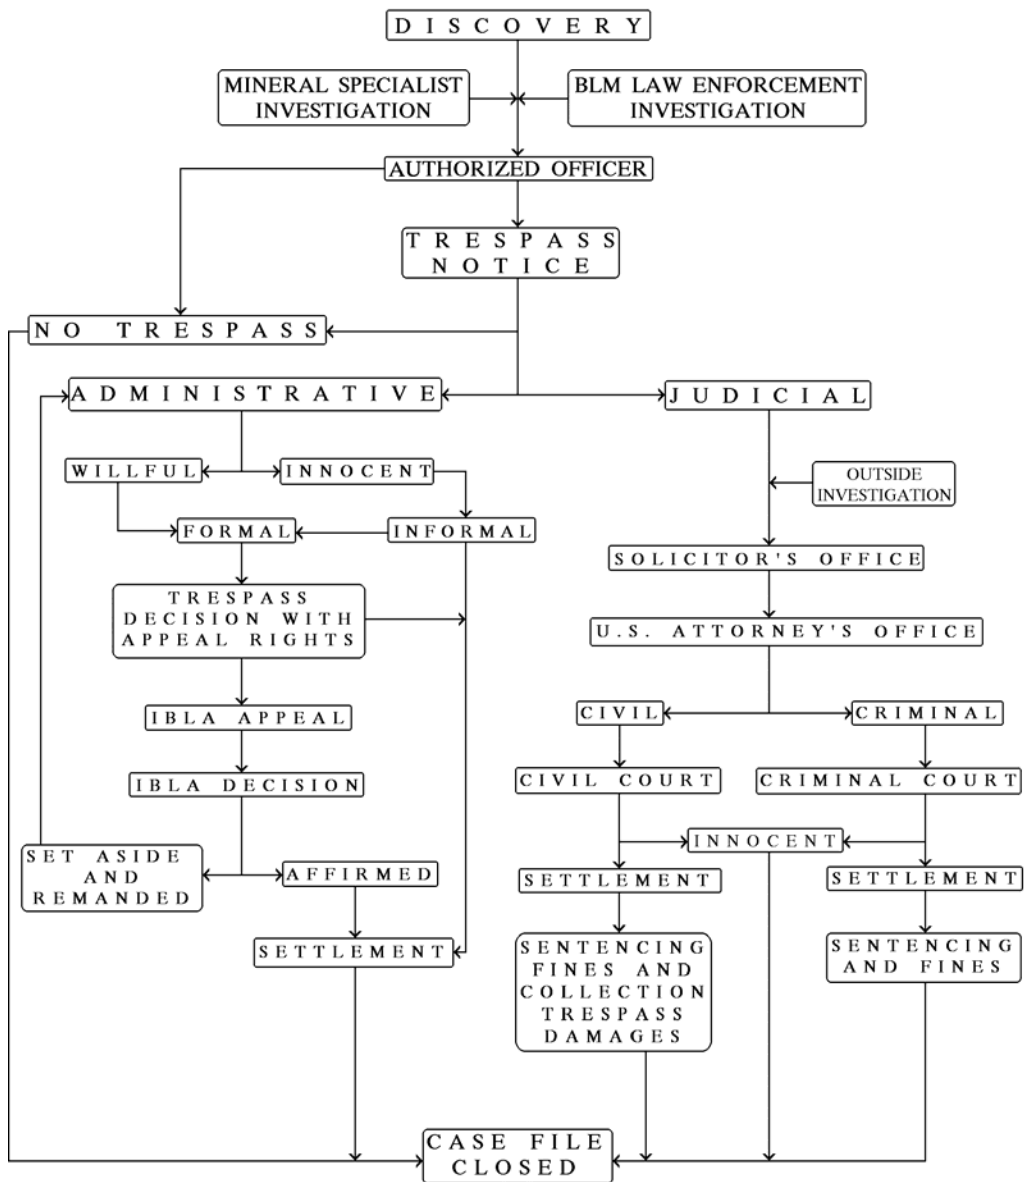 DISCOVERY
MINERAL SPECIALIST
INVESTIGATION
BLM LAW ENFORCEMENT
INVESTIGATION
AUTHORIZED OFFICER
TRESPASS
NOTICE
NO TRESPASS
ADMINISTRATIVE
JUDICIAL
WILLFUL
INNOCENT
OUTSIDE
INVESTIGATION
FORMAL
INFORMAL
SOLICITOR'S OFFICE
TRESPASS
DECISION WITH
APPEAL RIGHTS
U.S. ATTORNEY'S OFFICE
IBLA APPEAL
CIVIL
CRIMINAL
IBLA DECISION
CIVIL COURT
CRIMINAL COURT
INNOCENT
SET ASIDE
AND
REMANDED
AFFIRMED
SETTLEMENT
SETTLEMENT
SETTLEMENT
SENTENCING
FINES AND
COLLECTION
TRESPASS
DAMAGES
SENTENCING
AND FINES
CASE FILE
CLOSED